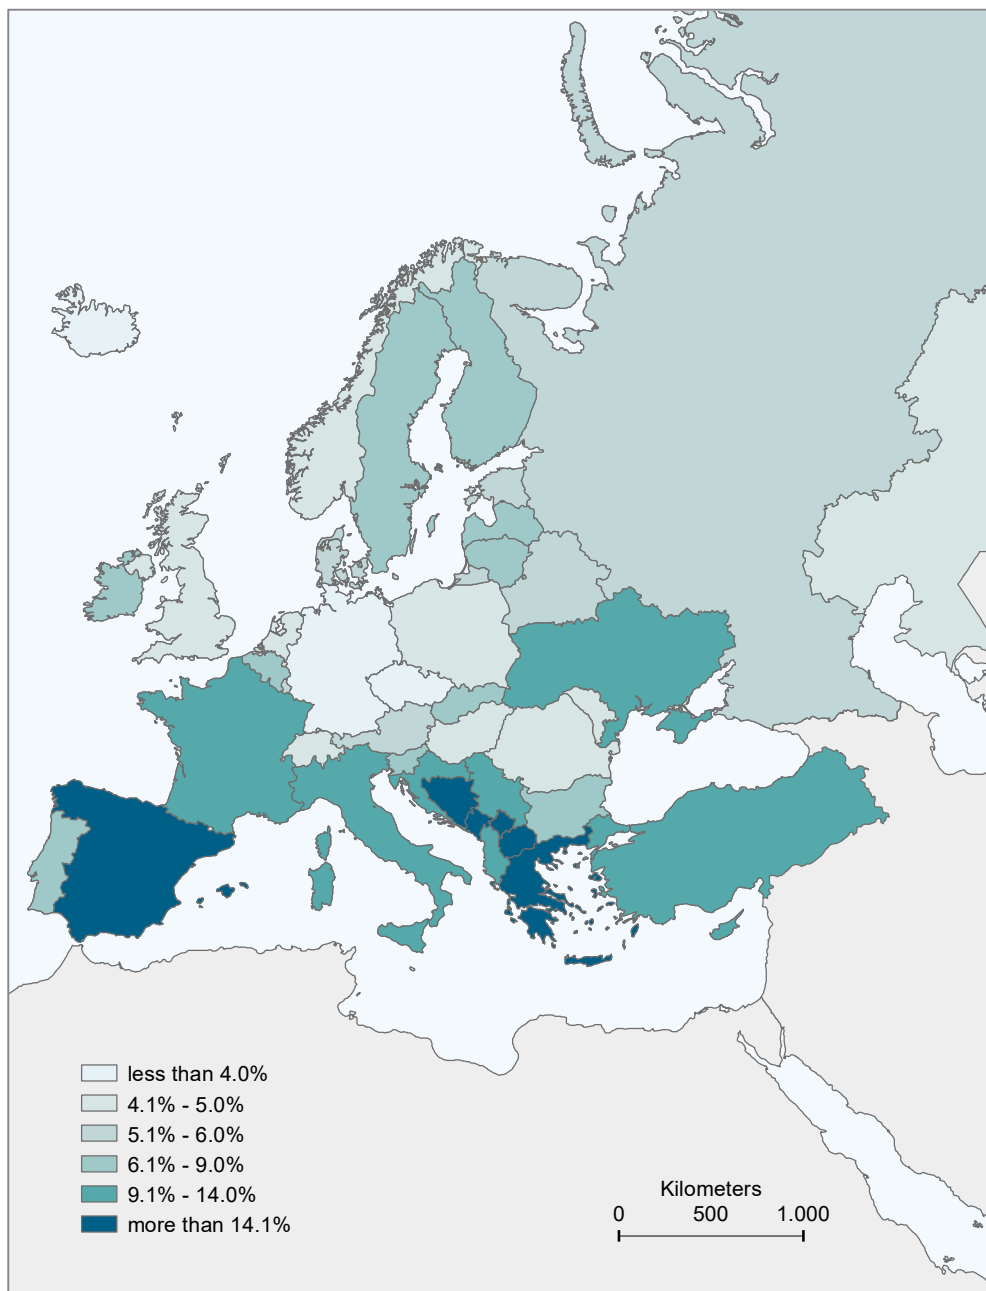 less than 4.0%
4.1% - 5.0%
5.1% - 6.0%
6.1% - 9.0%
9.1% - 14.0%
more than 14.1%
Kilometers
0 500 1.000